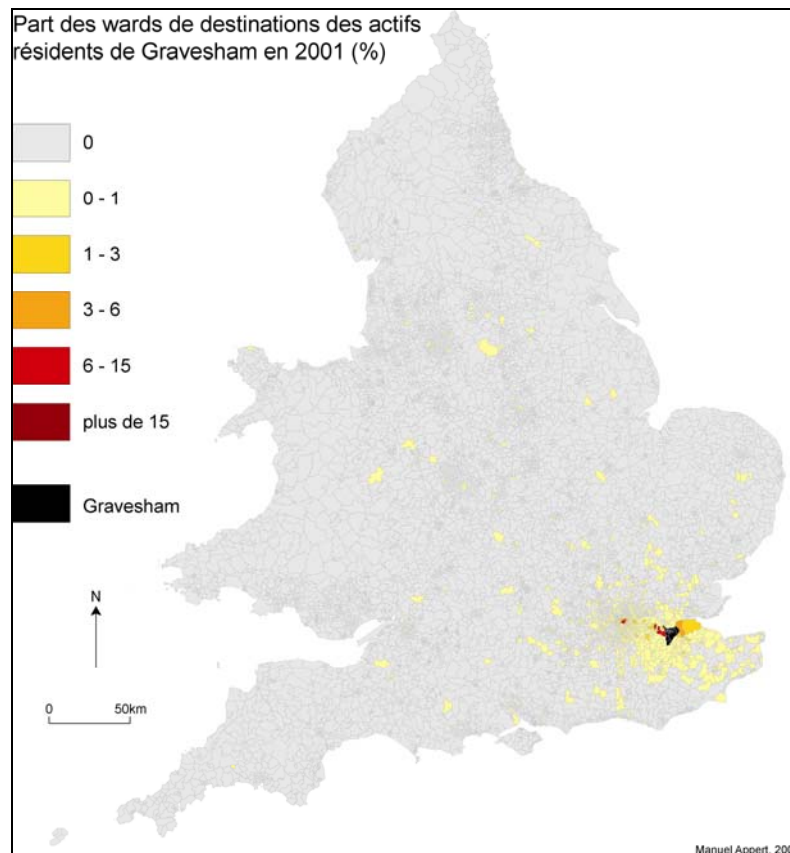 Part des wards de destinations des actifs
résidents de Gravesham en 2001 (%)
0
0 - 1
1 - 3
3 - 6
6 - 15
plus de 15
Gravesham
N
0 50km
Manuel Appert, 200